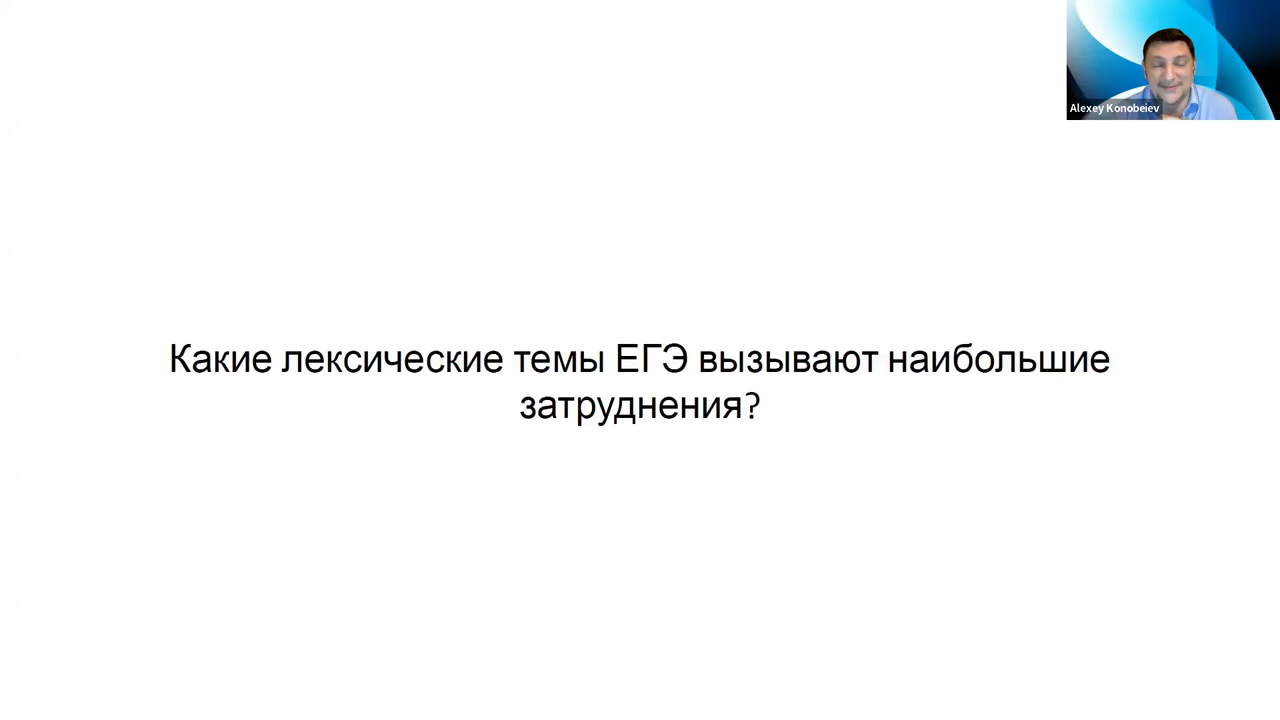 Alexey Konobeiev
Какие лексические темы ЕГЭ вызывают наибольшие
затруднения?